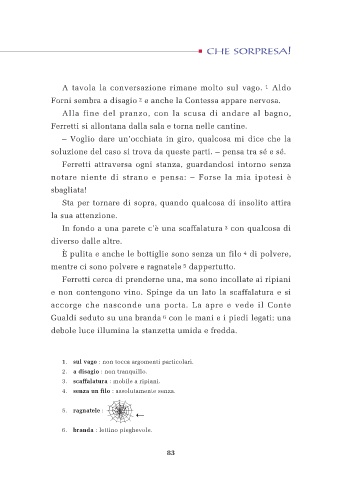 CHE SORPRESA!
A tavola la conversazione rimane molto sul vago. 1 Aldo
Forni sembra a disagio 2 e anche la Contessa appare nervosa.
Alla fine del pranzo, con la scusa di andare al bagno,
Ferretti si allontana dalla sala e torna nelle cantine.
– Voglio dare un'occhiata in giro, qualcosa mi dice che la
soluzione del caso si trova da queste parti. – pensa tra sé e sé.
Ferretti attraversa ogni stanza, guardandosi intorno senza
notare niente di strano e pensa: – Forse la mia ipotesi è
sbagliata!
Sta per tornare di sopra, quando qualcosa di insolito attira
la sua attenzione.
In fondo a una parete c'è una scaffalatura 3 con qualcosa di
diverso dalle altre.
È pulita e anche le bottiglie sono senza un filo 4 di polvere,
mentre ci sono polvere e ragnatele 5 dappertutto.
Ferretti cerca di prenderne una, ma sono incollate ai ripiani
e non contengono vino. Spinge da un lato la scaffalatura e si
accorge che nasconde una porta. La apre e vede il Conte
Gualdi seduto su una branda 6 con le mani e i piedi legati: una
debole luce illumina la stanzetta umida e fredda.
1. sul vago : non tocca argomenti particolari.
2. a disagio : non tranquillo.
3. scaffalatura : mobile a ripiani.
4. senza un filo : assolutamente senza.
5. ragnatele :
6. branda : lettino pieghevole.
83